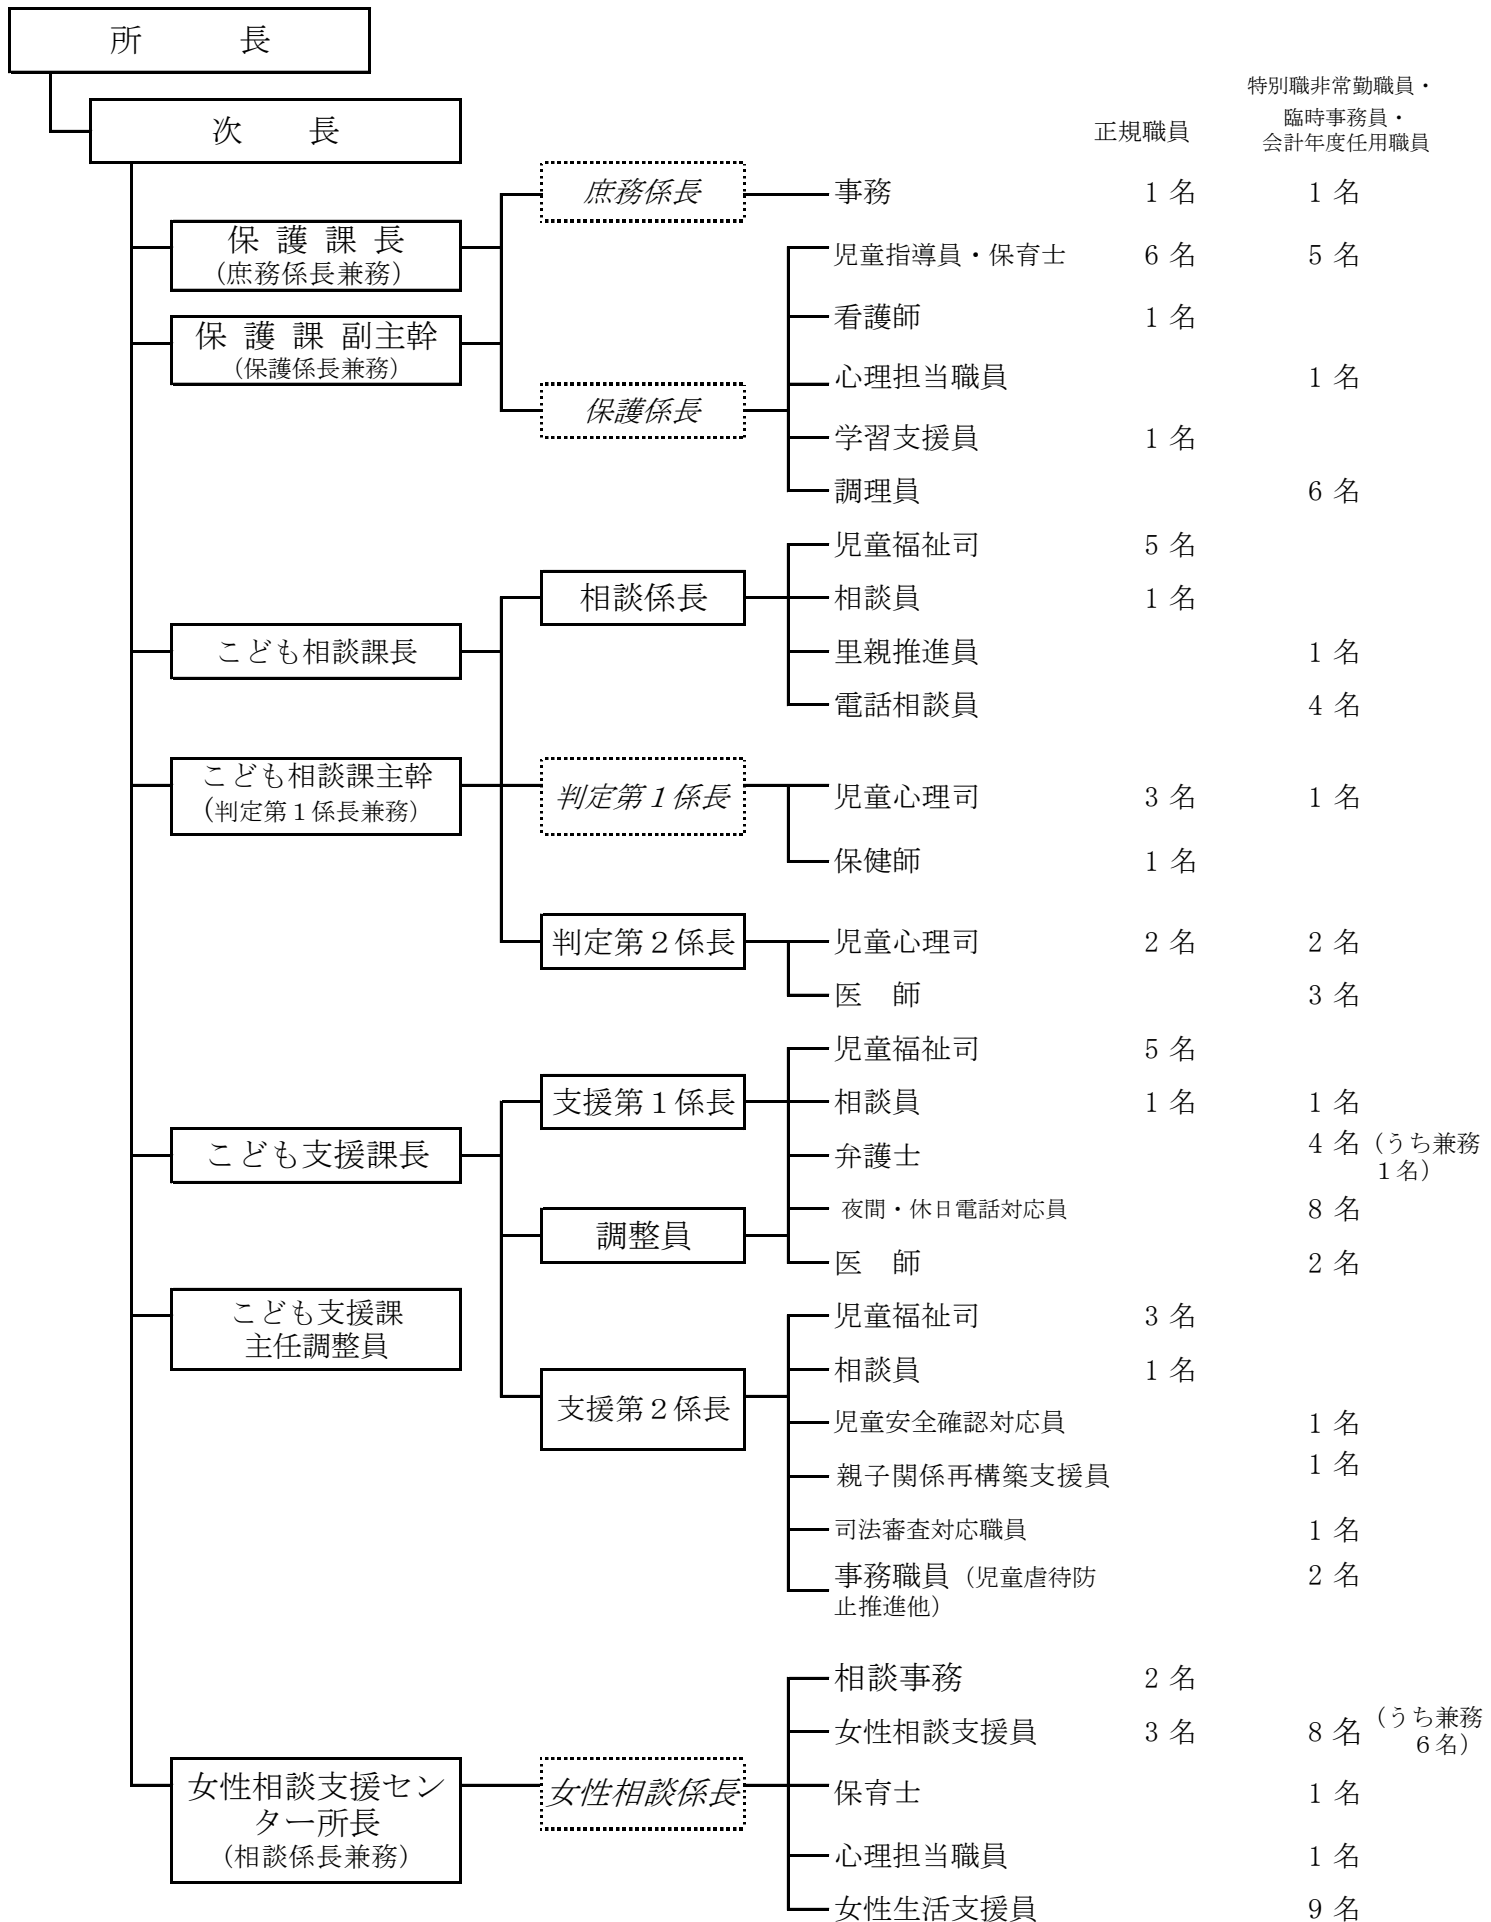 所　　　長
次　　長
正規職員
特別職非常勤職員・
臨時事務員・
会計年度任用職員
庶務係長
事務　1 名　1 名
保 護 課 長
（庶務係長兼務）
児童指導員・保育士　6 名　5 名
看護師　1 名
保 護 課 副主幹
（保護係長兼務）
心理担当職員　1 名
保護係長
学習支援員　1 名
調理員　6 名
児童福祉司　5 名
相談係長
相談員　1 名
こども相談課長
里親推進員　1 名
電話相談員　4 名
こども相談課主幹
（判定第１係長兼務）
判定第１係長
児童心理司　3 名　1 名
保健師　1 名
判定第２係長
児童心理司　2 名　2 名
医　師　3 名
児童福祉司　5 名
支援第１係長
相談員　1 名　1 名
こども支援課長
弁護士　4 名（うち兼務
１名）
夜間・休日電話対応員　8 名
調整員
医　師　2 名
こども支援課
主任調整員
児童福祉司　3 名
相談員　1 名
支援第２係長
児童安全確認対応員　1 名
親子関係再構築支援員　1 名
司法審査対応職員　1 名
事務職員（児童虐待防　2 名
止推進他）
相談事務　2 名
女性相談支援員　3 名　8 名（うち兼務
６名）
女性相談支援セン
ター所長
（相談係長兼務）
女性相談係長
保育士　1 名
心理担当職員　1 名
女性生活支援員　9 名